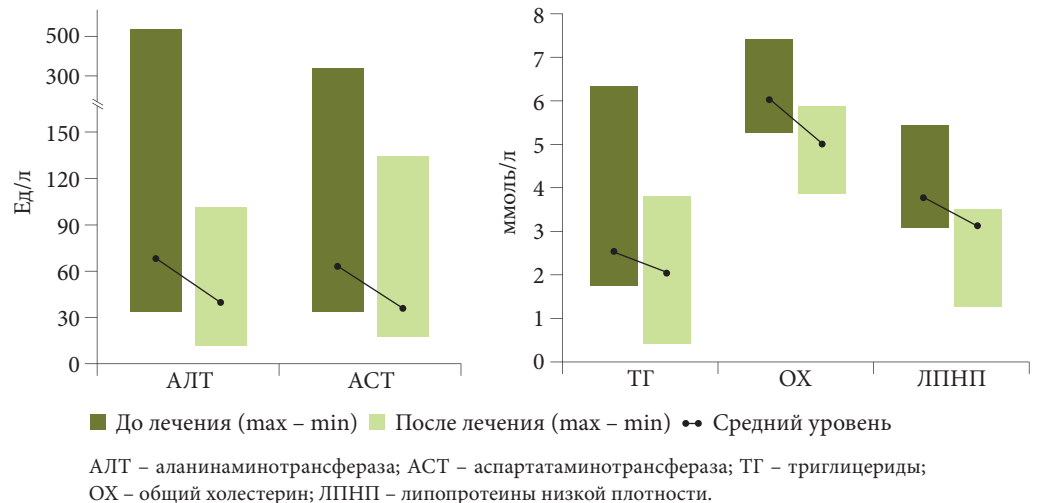 500
300
150
120
90
60
30
0
Ед/л
АЛТ
АСТ
8
7
6
5
4
3
2
1
0
ммоль/л
ТГ
ОХ
ЛПНП
До лечения (max – min)
После лечения (max – min)
Средний уровень
АЛТ – аланинаминотрансфераза; АСТ – аспартатаминотрансфераза; ТГ – триглицериды;
ОХ – общий холестерин; ЛПНП – липопротеины низкой плотности.